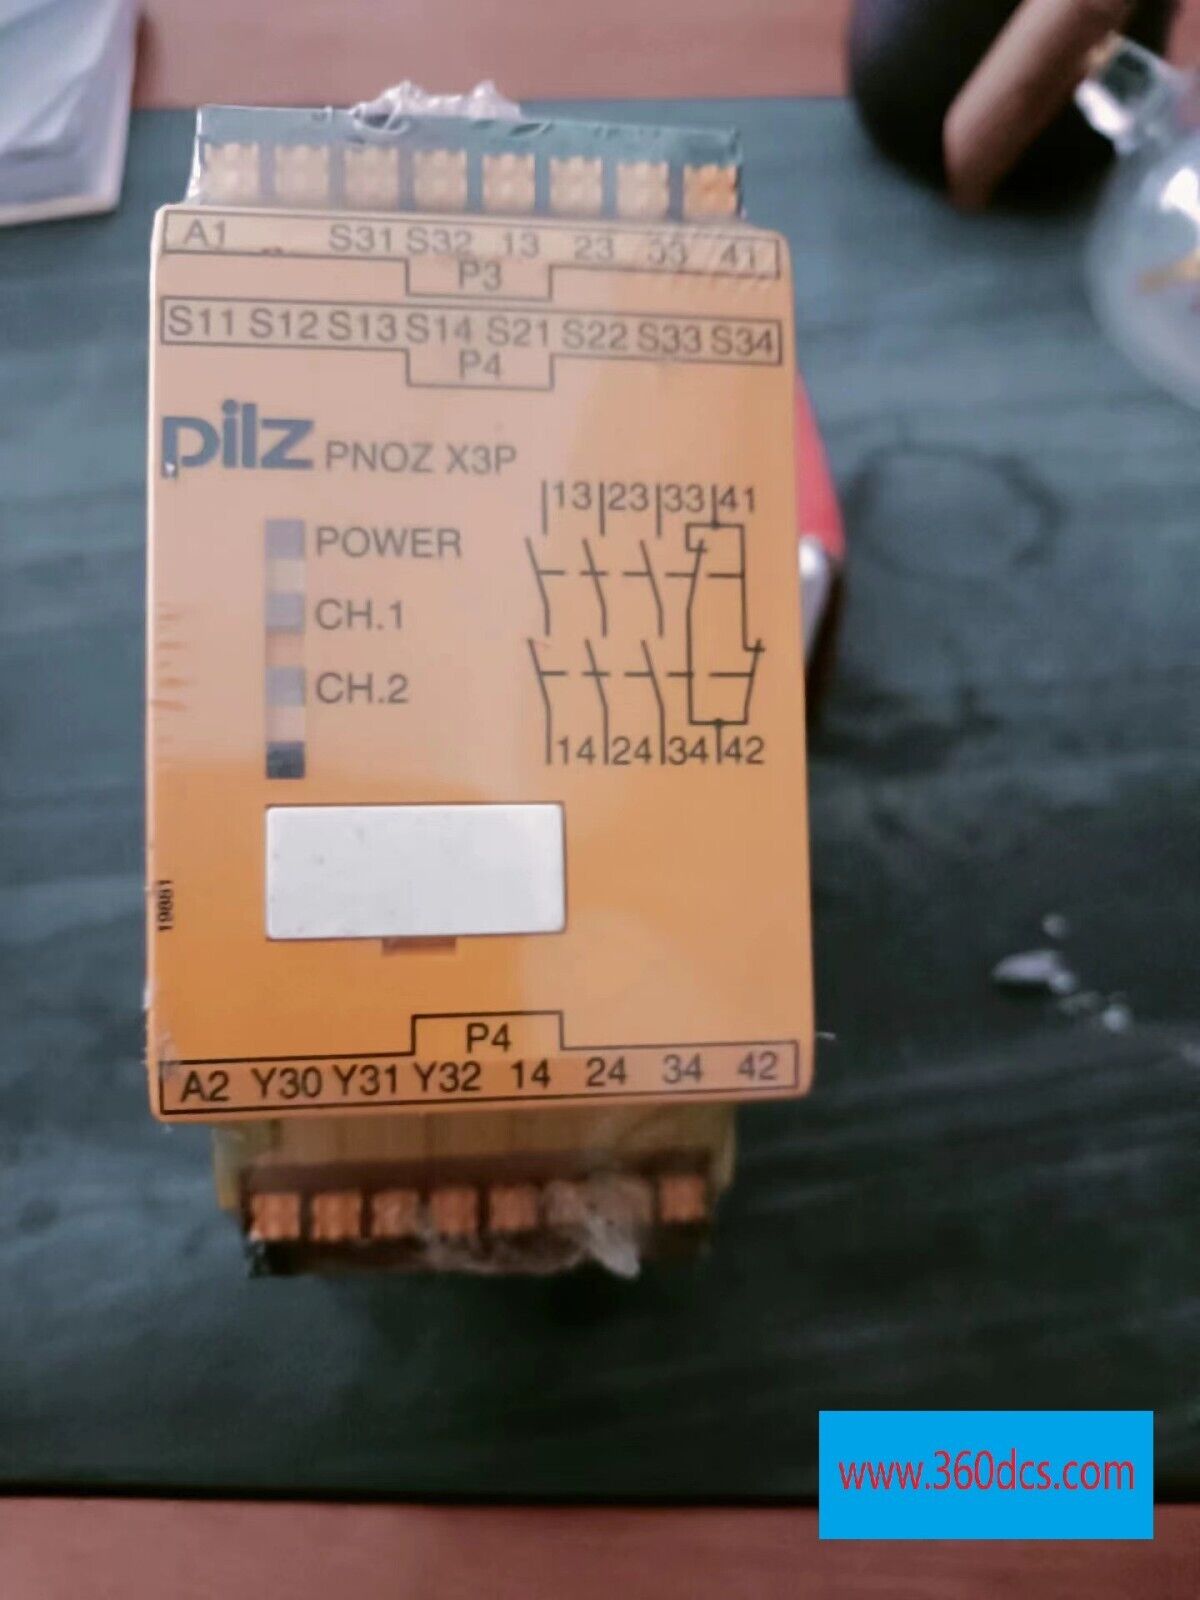 A1 S31 S32 13 23 33 41
P3
S11 S12 S13 S14 S21 S22 S33 S34
P4
pilz PNOZ X3P
13 23 33 41
POWER
CH.1
CH.2
14 24 34 42
19881
P4
A2 Y30 Y31 Y32 14 24 34 42
www.360dcs.com